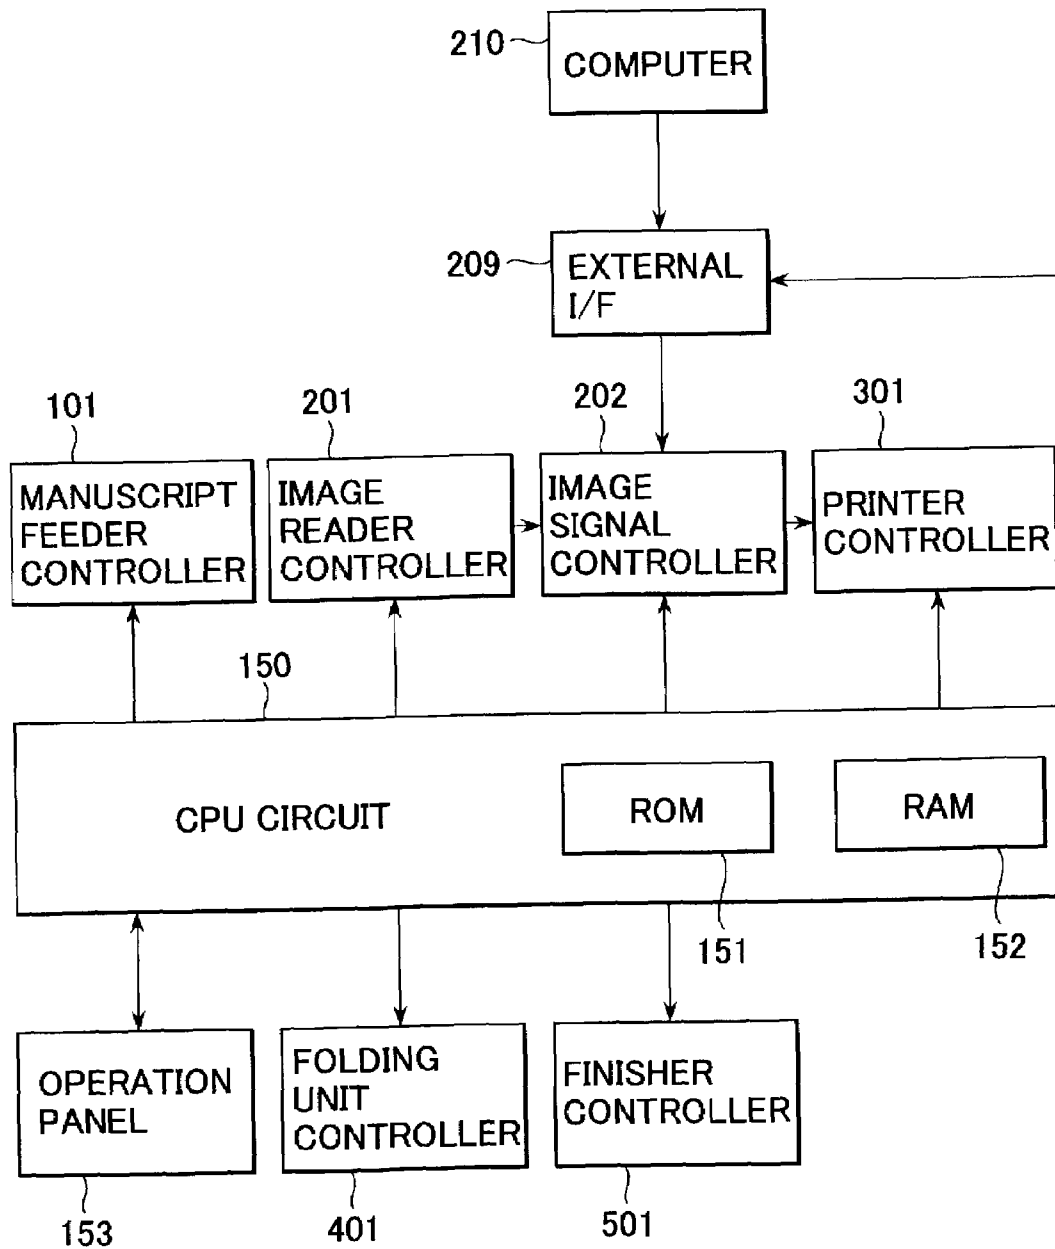 210
COMPUTER
209
EXTERNAL
I/F
101
201
202
301
MANUSCRIPT
FEEDER
CONTROLLER
IMAGE
READER
CONTROLLER
IMAGE
SIGNAL
CONTROLLER
PRINTER
CONTROLLER
150
CPU CIRCUIT
ROM
RAM
151
152
OPERATION
PANEL
FOLDING
UNIT
CONTROLLER
FINISHER
CONTROLLER
153
401
501